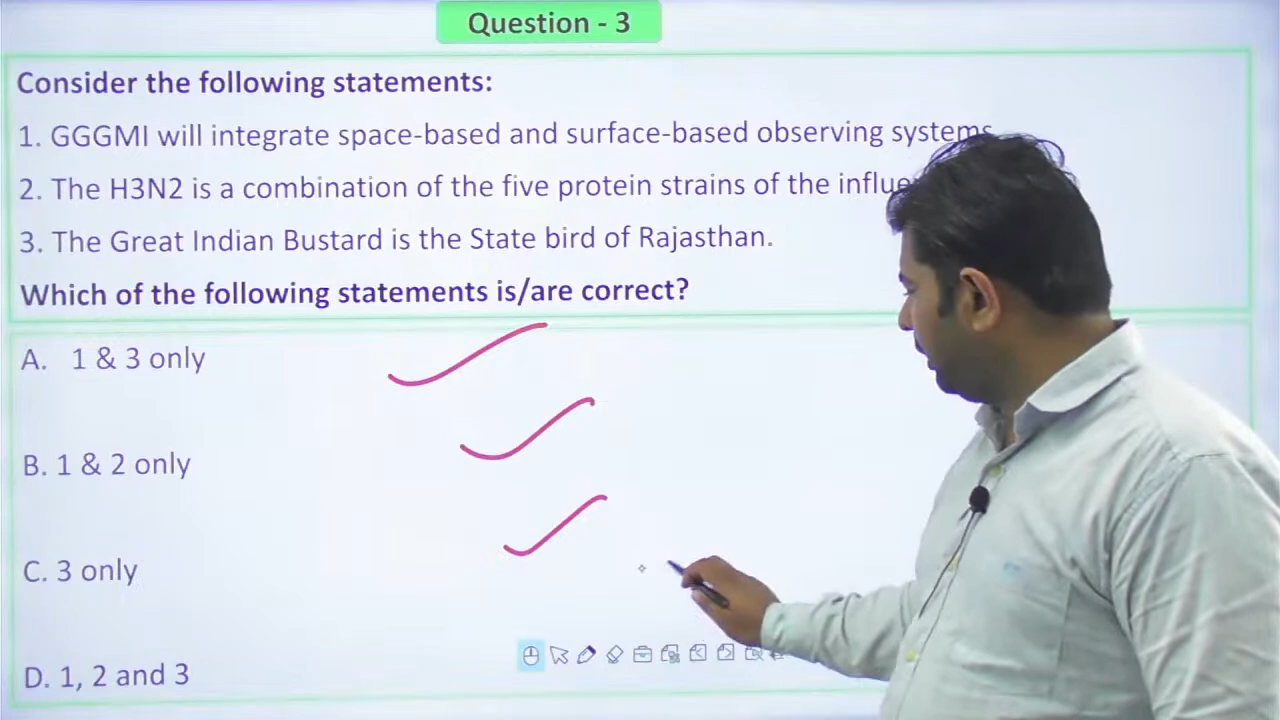 Question - 3
Consider the following statements:
1. GGGMI will integrate space-based and surface-based observing systems
2. The H3N2 is a combination of the five protein strains of the
3. The Great Indian Bustard is the State bird of Rajasthan.
Which of the following statements is/are correct?
A. 1 & 3 only
B. 1 & 2 only
C. 3 only
D. 1, 2 and 3